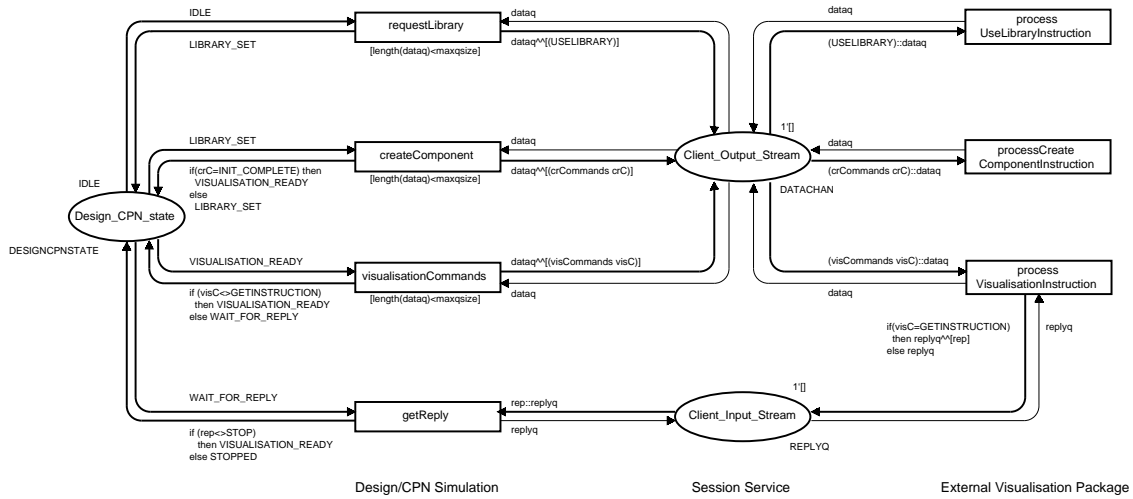 IDLE
LIBRARY_SET
requestLibrary
[length(dataq)<maxqsize]
dataq
dataq^^[(USELIBRARY)]
dataq
(USELIBRARY)::dataq
process
UseLibraryInstruction
LIBRARY_SET
if(crC=INIT_COMPLETE) then
VISUALISATION_READY
else
LIBRARY_SET
createComponent
[length(dataq)<maxqsize]
dataq
dataq^^[(crCommands crC)]
1'[]
Client_Output_Stream
DATACHAN
dataq
(crCommands crC)::dataq
processCreate
ComponentInstruction
IDLE
Design_CPN_state
DESIGNCPNSTATE
VISUALISATION_READY
if (visC<>GETINSTRUCTION)
then VISUALISATION_READY
else WAIT_FOR_REPLY
visualisationCommands
[length(dataq)<maxqsize]
dataq^^[(visCommands visC)]
dataq
(visCommands visC)::dataq
dataq
process
VisualisationInstruction
if(visC=GETINSTRUCTION)
then replyq^^[rep]
else replyq
replyq
WAIT_FOR_REPLY
if (rep<>STOP)
then VISUALISATION_READY
else STOPPED
getReply
rep::replyq
replyq
1'[]
Client_Input_Stream
REPLYQ
Design/CPN Simulation
Session Service
External Visualisation Package